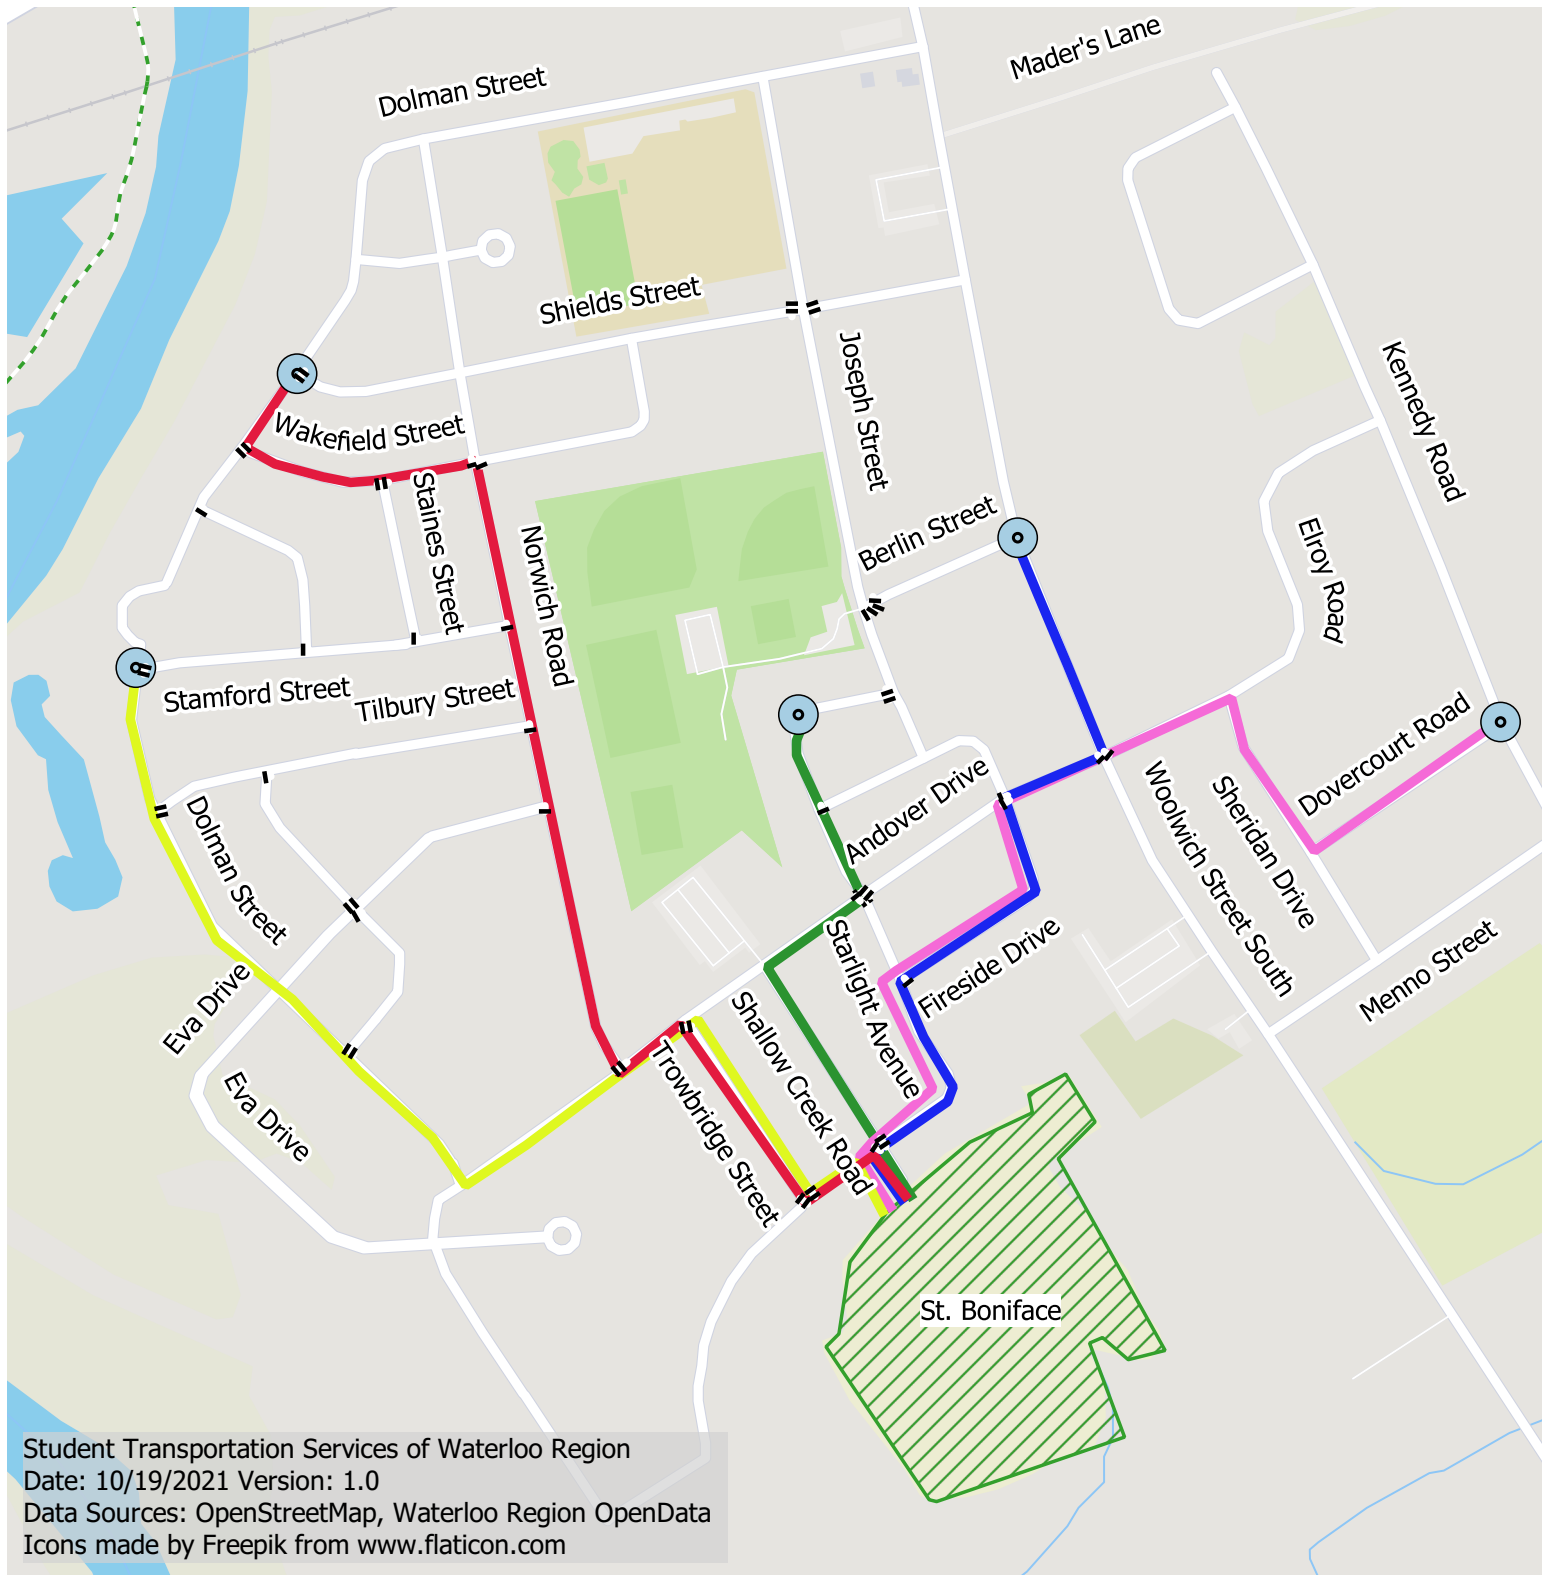 Mader's Lane
Dolman Street
Shields Street
Joseph Street
Kennedy Road
Wakefield Street
Staines Street
Norwich Road
Berlin Street
Elroy Road
Stamford Street
Tilbury Street
Dovercourt Road
Andover Drive
Woolwich Street South
Sheridan Drive
Dolman Street
Starlight Avenue
Fireside Drive
Menno Street
Eva Drive
Shallow Creek Road
Trowbridge Street
Eva Drive
St. Boniface
Student Transportation Services of Waterloo Region
Date: 10/19/2021 Version: 1.0
Data Sources: OpenStreetMap, Waterloo Region OpenData
Icons made by Freepik from www.flaticon.com